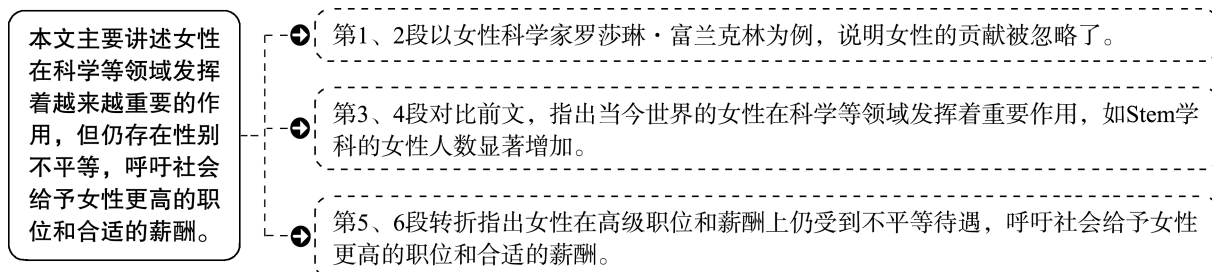 本文主要讲述女性
在科学等领域发挥
着越来越重要的作
用，但仍存在性别
不平等，呼吁社会
给予女性更高的职
位和合适的薪酬。
第1、2段以女性科学家罗莎琳·富兰克林为例，说明女性的贡献被忽略了。
第3、4段对比前文，指出当今世界的女性在科学等领域发挥着重要作用，如Stem学
科的女性人数显著增加。
第5、6段转折指出女性在高级职位和薪酬上仍受到不平等待遇，呼吁社会给予女性
更高的职位和合适的薪酬。